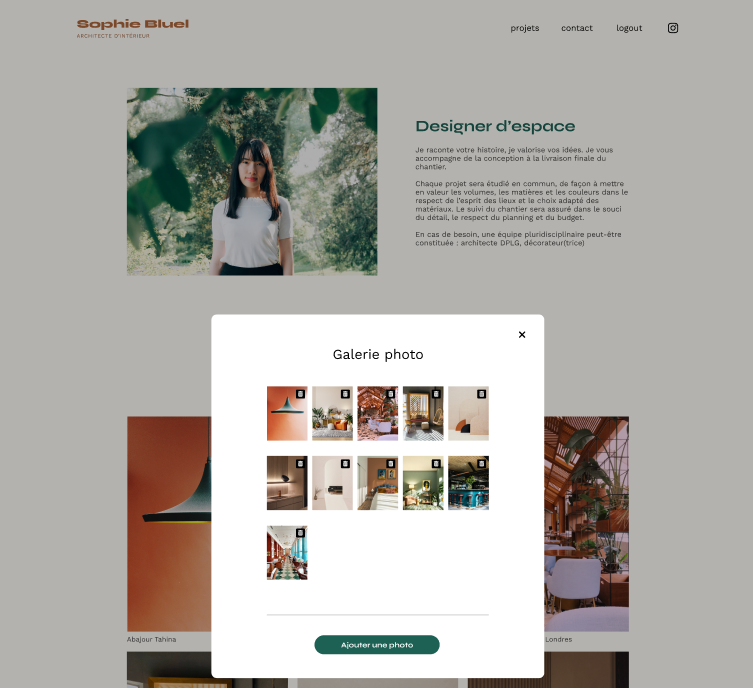 Sophie Bluel
ARCHITECTE D'INTÉRIEUR
projets
contact
logout
Designer d'espace
Je raconte votre histoire, je valorise vos idées. Je vous
accompagne de la conception à la livraison finale du
chantier.
Chaque projet sera étudié en commun, de façon à mettre
en valeur les volumes, les matières et les couleurs dans le
respect de l'esprit des lieux et le choix adapté des
matériaux. Le suivi du chantier sera assuré dans le souci
du détail, le respect du planning et du budget.
En cas de besoin, une équipe pluridisciplinaire peut-être
constituée : architecte DPLG, décorateur(trice)
Galerie photo
Ajouter une photo
Abajour Tahina
Londres